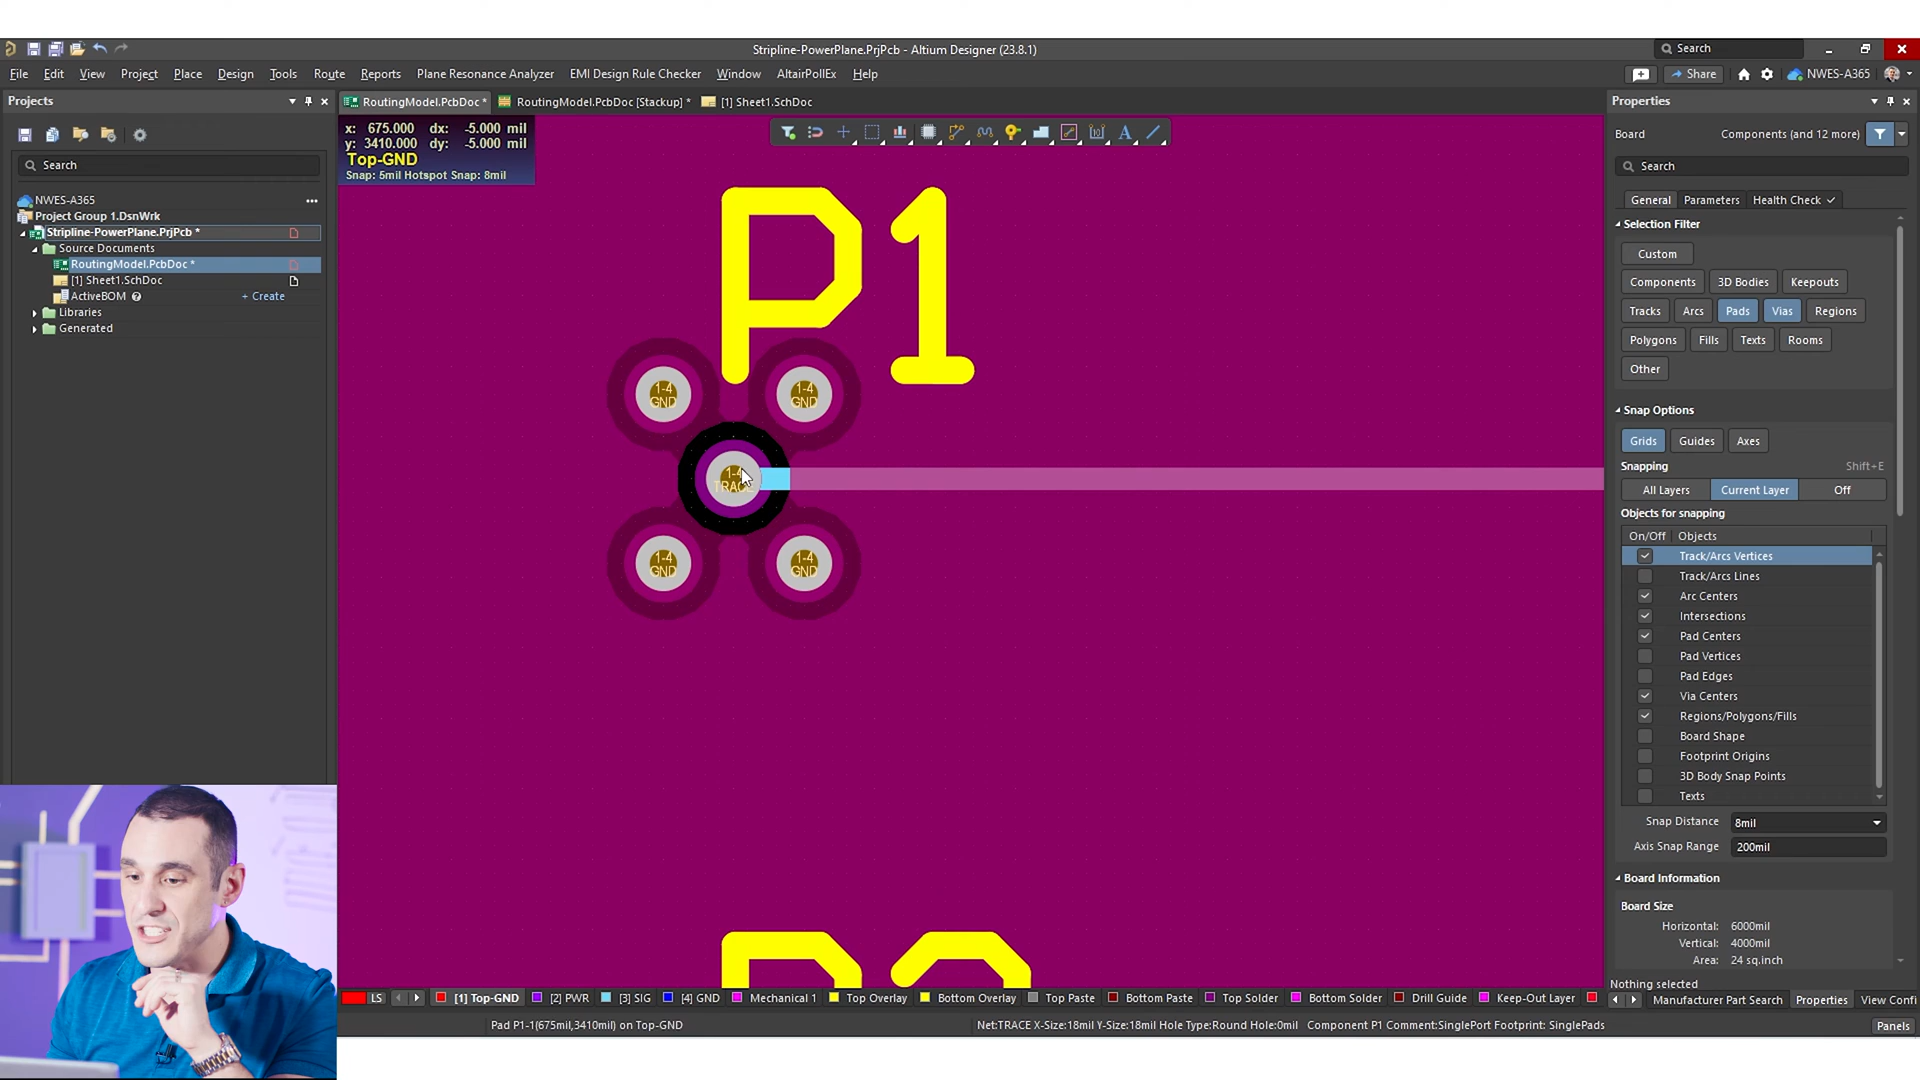 Stripline-PowerPlane.PrjPcb - Altium Designer (23.8.1)
Search
File Edit View Project Place Design Tools Route Reports Plane Resonance Analyzer EMI Design Rule Checker Window AltairPollEx Help
Share
NWES-A365
Projects
RoutingModel.PcbDoc *
RoutingModel.PcbDoc [Stackup] *
[1] Sheet1.SchDoc
Search
NWES-A365
Project Group 1.DsnWrk
Stripline-PowerPlane.PrjPcb *
Source Documents
RoutingModel.PcbDoc *
[1] Sheet1.SchDoc
ActiveBOM
+ Create
Libraries
Generated
x: 675.000 dx: -5.000 mil
y: 3410.000 dy: -5.000 mil
Top-GND
Snap: 5mil Hotspot Snap: 8mil
P1
1-4
GND
1-4
GND
1-4
TRACE
1-4
GND
1-4
GND
Properties
Board Components (and 12 more)
Search
General Parameters Health Check
Selection Filter
Custom
Components 3D Bodies Keepouts
Tracks Arcs Pads Vias Regions
Polygons Fills Texts Rooms
Other
Snap Options
Grids Guides Axes
Snapping Shift+E
All Layers Current Layer Off
Objects for snapping
On/Off Objects
Track/Arcs Vertices
Track/Arcs Lines
Arc Centers
Intersections
Pad Centers
Pad Vertices
Pad Edges
Via Centers
Regions/Polygons/Fills
Board Shape
Footprint Origins
3D Body Snap Points
Texts
Snap Distance 8mil
Axis Snap Range 200mil
Board Information
Board Size
Horizontal: 6000mil
Vertical: 4000mil
Area: 24 sq.inch
Nothing selected
Manufacturer Part Search Properties View Confi
LS [1] Top-GND [2] PWR [3] SIG [4] GND Mechanical 1 Top Overlay Bottom Overlay Top Paste Bottom Paste Top Solder Bottom Solder Drill Guide Keep-Out Layer
Pad P1-1(675mil,3410mil) on Top-GND
Net:TRACE X-Size:18mil Y-Size:18mil Hole Type:Round Hole:0mil Component P1 Comment:SinglePort Footprint: SinglePads
Panels